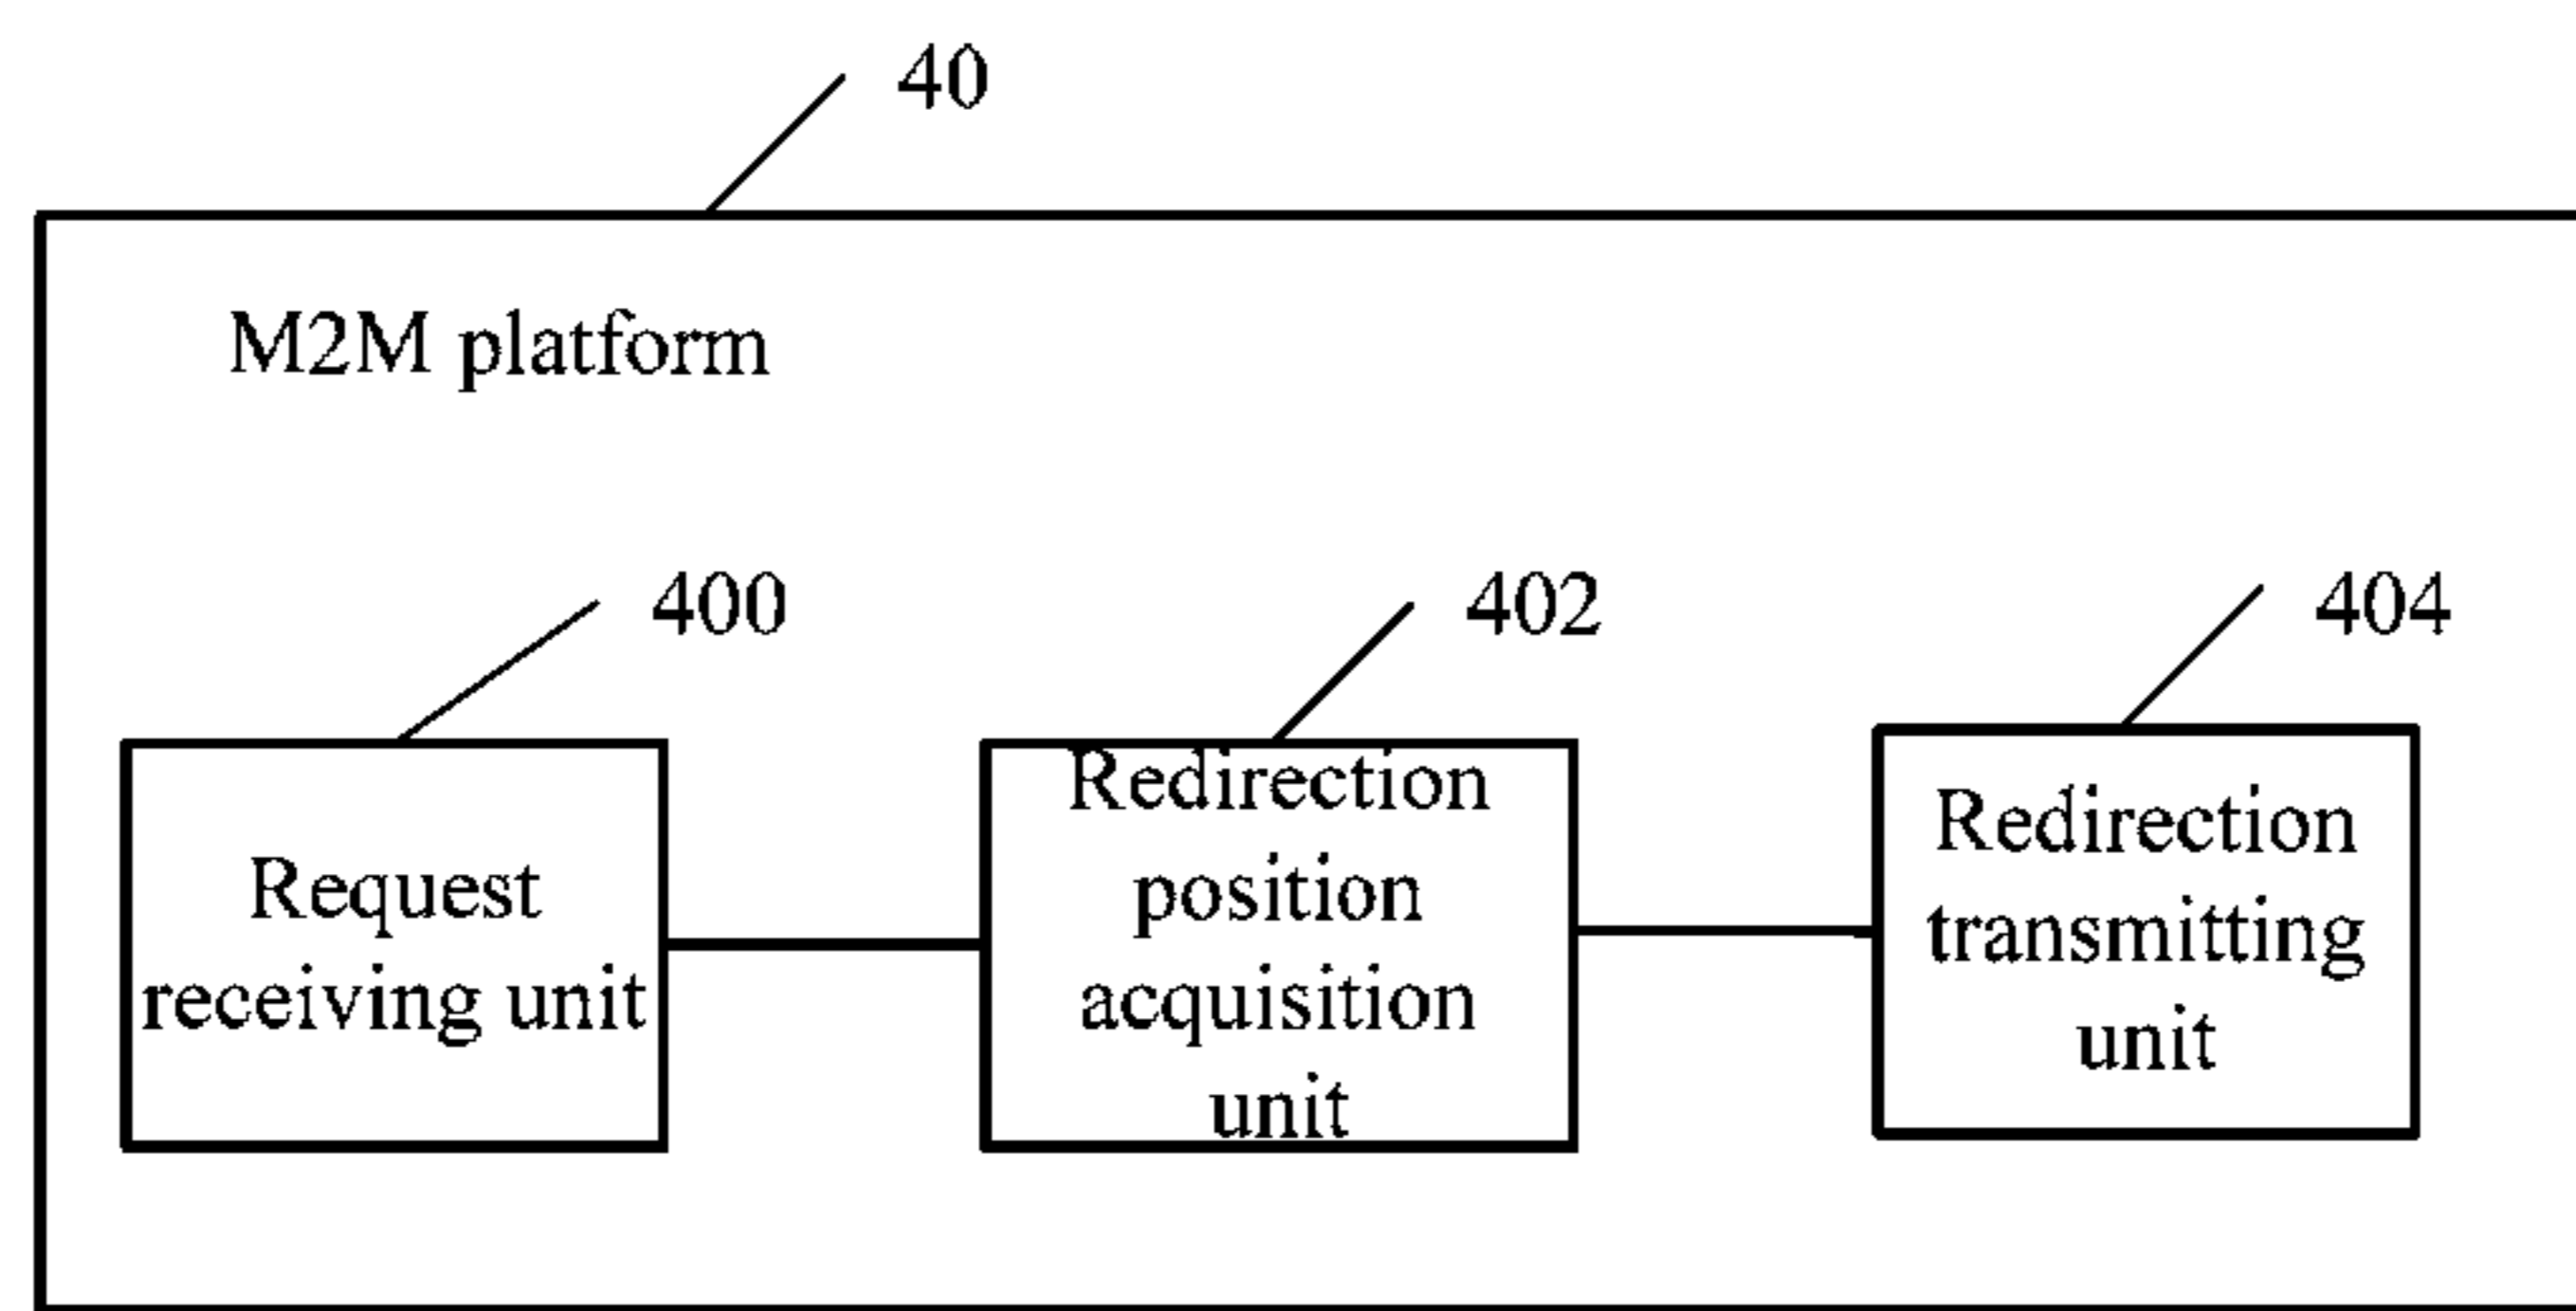 40
M2M platform
400
402
404
Request
receiving unit
Redirection
position
acquisition
unit
Redirection
transmitting
unit